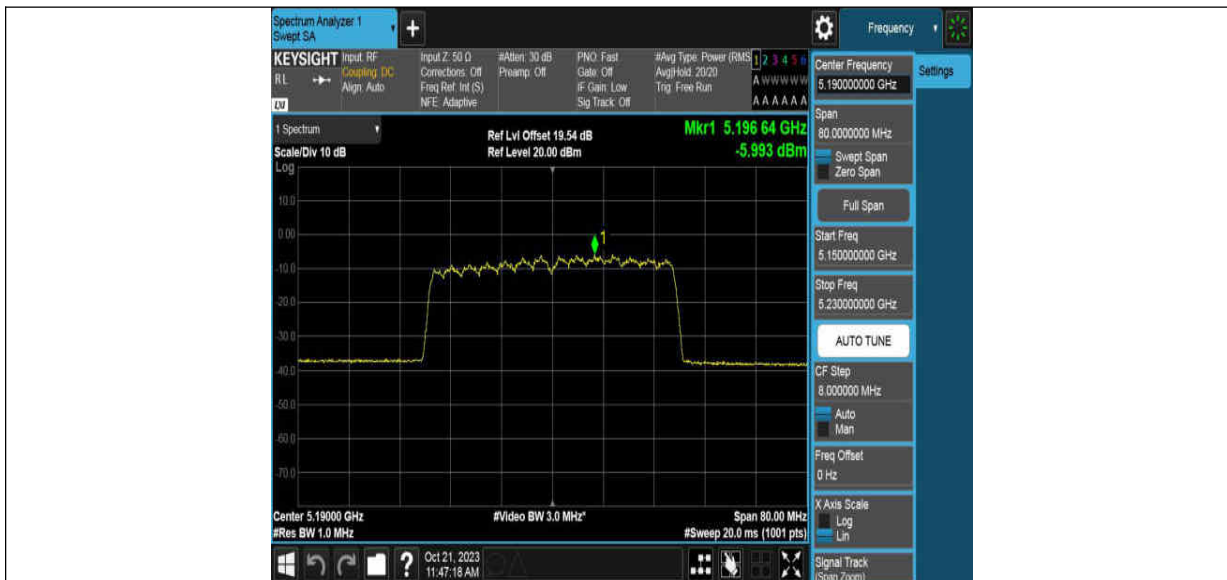 Spectrum Analyzer 1
Swept SA
+
Frequency
KEYSIGHT
RL
LXI
Input: RF
Coupling: DC
Align: Auto
Input Z: 50 Ω
Corrections: Off
Freq Ref: Int (S)
NFE: Adaptive
#Atten: 30 dB
Preamp: Off
PNO: Fast
Gate: Off
IF Gain: Low
Sig Track: Off
#Avg Type: Power (RMS
Avg|Hold: 20/20
Trig: Free Run
1 2 3 4 5 6
A W W W W W
A A A A A A
Center Frequency
5.190000000 GHz
Settings
Span
80.0000000 MHz
Swept Span
Zero Span
Full Span
Start Freq
5.150000000 GHz
Stop Freq
5.230000000 GHz
AUTO TUNE
CF Step
8.000000 MHz
Auto
Man
Freq Offset
0 Hz
X Axis Scale
Log
Lin
Signal Track
(Span Zoom)
1 Spectrum
Scale/Div 10 dB
Log
Ref Lvl Offset 19.54 dB
Ref Level 20.00 dBm
Mkr1 5.196 64 GHz
-5.993 dBm
1
10.0
0.00
-10.0
-20.0
-30.0
-40.0
-50.0
-60.0
-70.0
Center 5.19000 GHz
#Res BW 1.0 MHz
#Video BW 3.0 MHz*
Span 80.00 MHz
#Sweep 20.0 ms (1001 pts)
?
Oct 21, 2023
11:47:18 AM